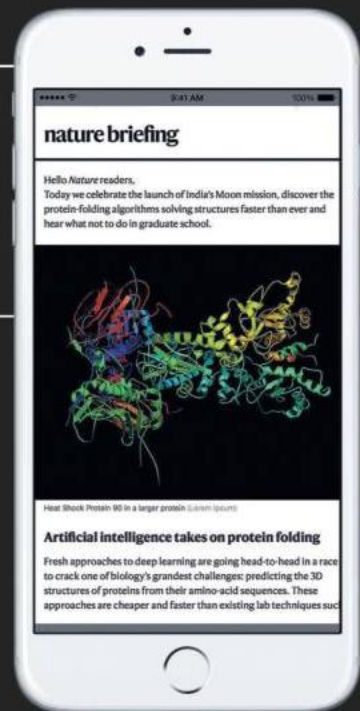 9:41 AM
100%
nature briefing
Hello Nature readers,
Today we celebrate the launch of India's Moon mission, discover the
protein-folding algorithms solving structures faster than ever and
hear what not to do in graduate school.
Heat Shock Protein 90 in a larger protein (Lorem ipsum)
Artificial intelligence takes on protein folding
Fresh approaches to deep learning are going head-to-head in a race
to crack one of biology's grandest challenges: predicting the 3D
structures of proteins from their amino-acid sequences. These
approaches are cheaper and faster than existing lab techniques suc